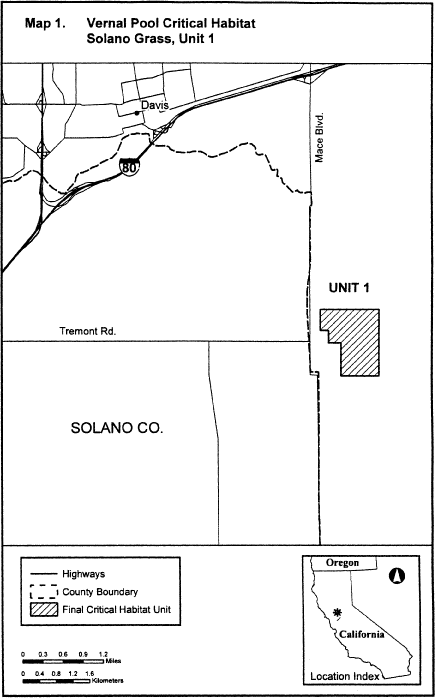 Map 1. Vernal Pool Critical Habitat
Solano Grass, Unit 1
Davis
Mace Blvd.
80
UNIT 1
Tremont Rd.
SOLANO CO.
Highways
County Boundary
Final Critical Habitat Unit
Oregon
California
Location Index
0 0.3 0.6 0.9 1.2
Miles
0 0.4 0.8 1.2 1.6
Kilometers